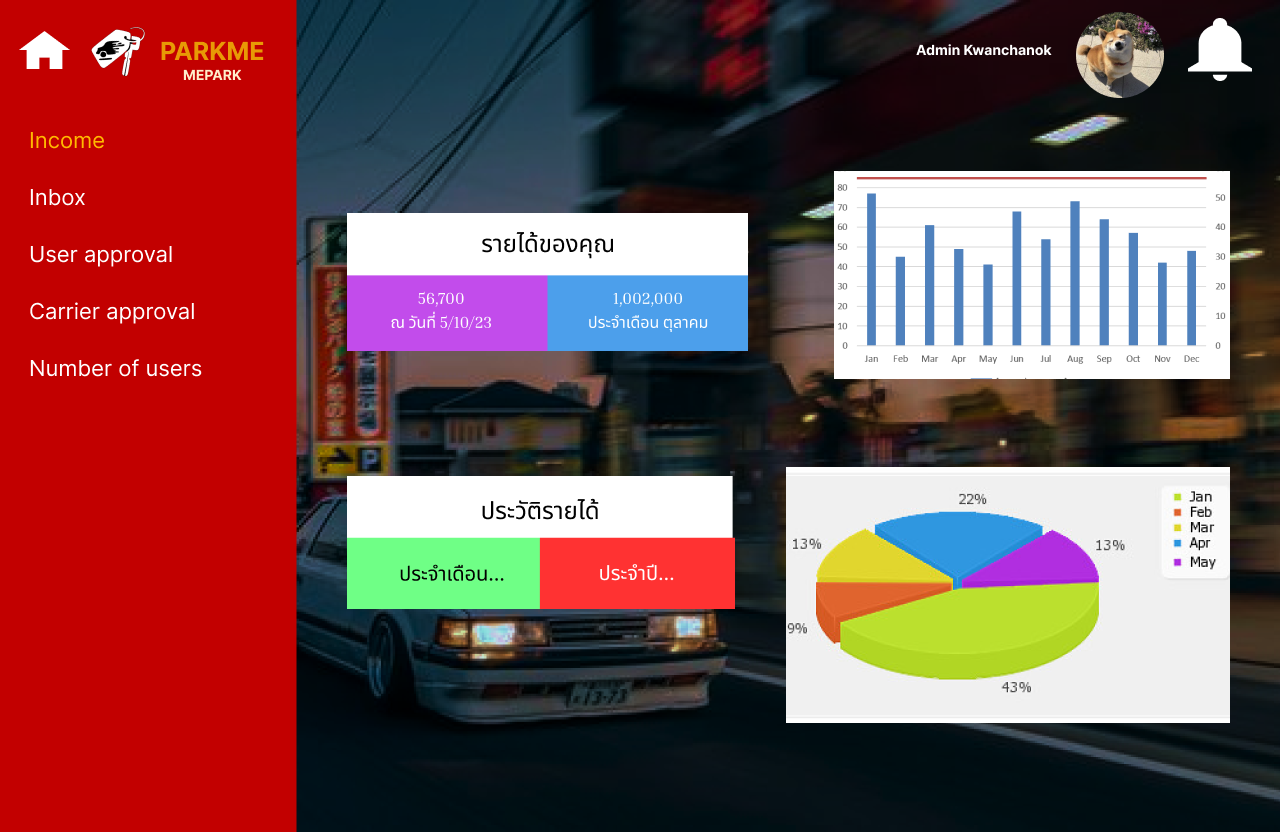 PARKME
MEPARK
Admin Kwanchanok
Income
Inbox
User approval
Carrier approval
Number of users
รายได้ของคุณ
56,700
ณ วันที่ 5/10/23
1,002,000
ประจำเดือน ตุลาคม
80
70
60
50
40
30
20
10
0
50
40
30
20
10
0
Jan Feb Mar Apr May Jun Jul Aug Sep Oct Nov Dec
ประวัติรายได้
ประจำเดือน...
ประจำปี...
22%
13%
13%
9%
43%
Jan
Feb
Mar
Apr
May
P
13-73